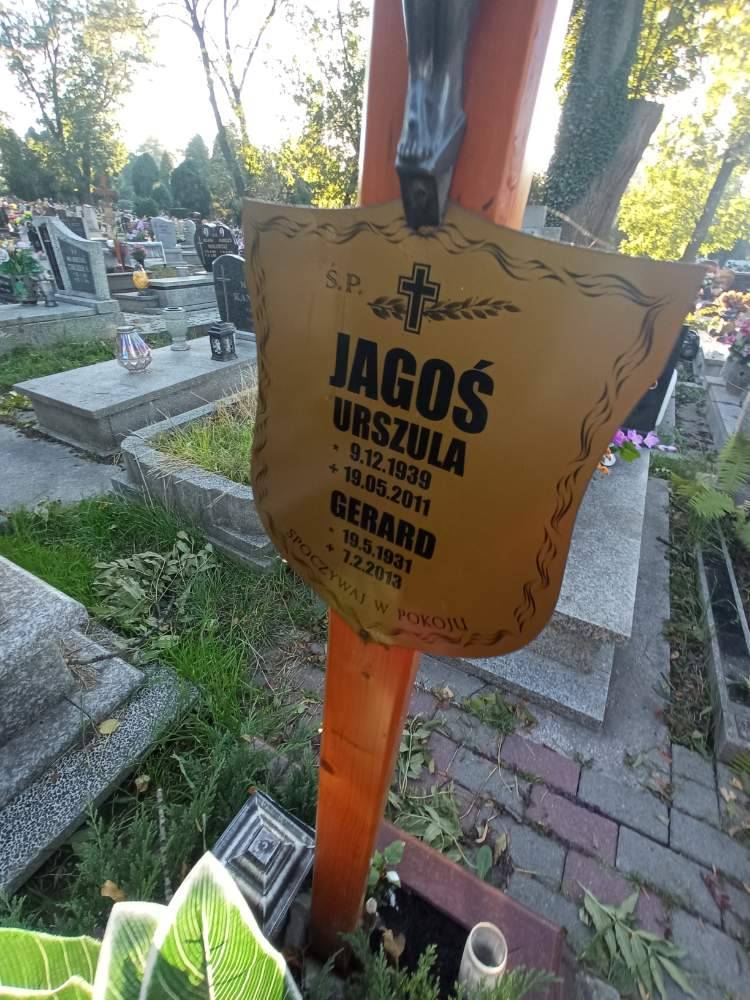 Ś.P.
JAGOŚ
URSZULA
* 9.12.1939
+ 19.05.2011
GERARD
* 19.5.1931
+ 7.2.2013
SPOCZYWAJ W POKOJU